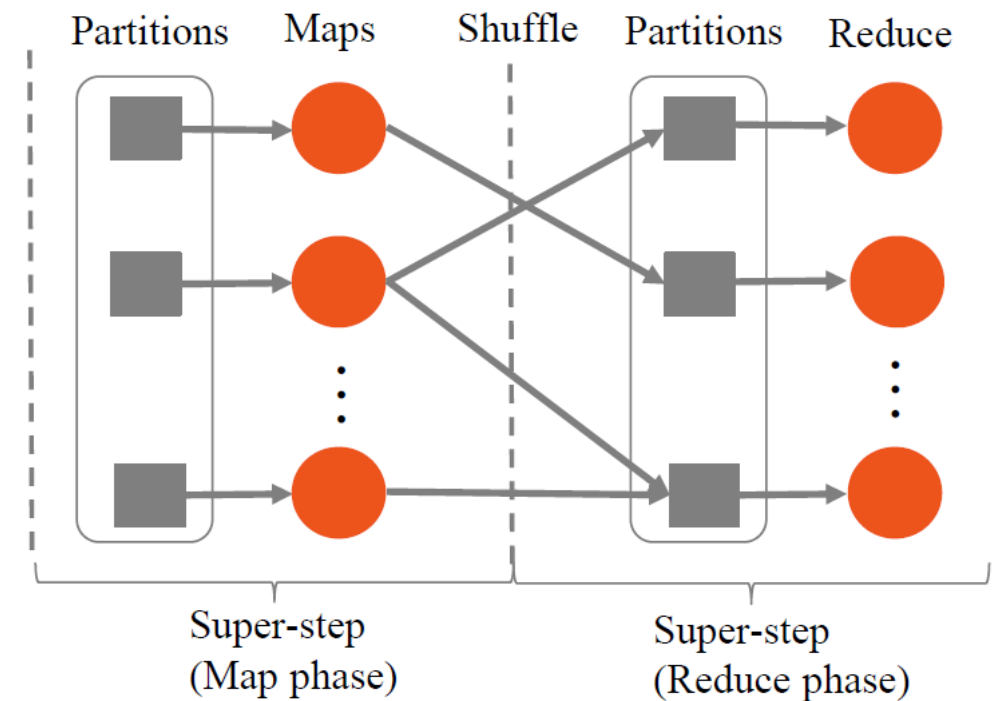 Partitions Maps Shuffle Partitions Reduce
Super-step
(Map phase)
Super-step
(Reduce phase)